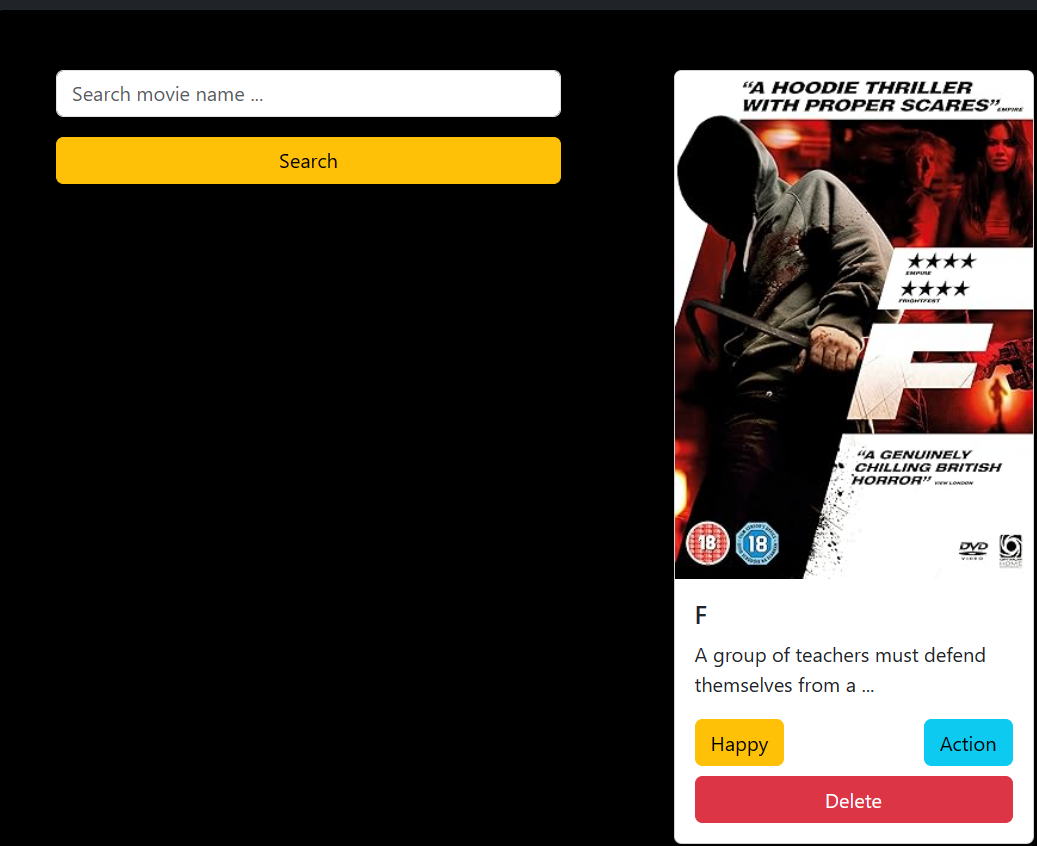 Search movie name ...
Search
“A HOODIE THRILLER
WITH PROPER SCARES” EMPIRE
★★★★
EMPIRE
★★★★
FRIGHTFEST
F
“A GENUINELY
CHILLING BRITISH
HORROR” VIEW LONDON
18
18
DVD
VIDEO
F
A group of teachers must defend
themselves from a ...
Happy
Action
Delete